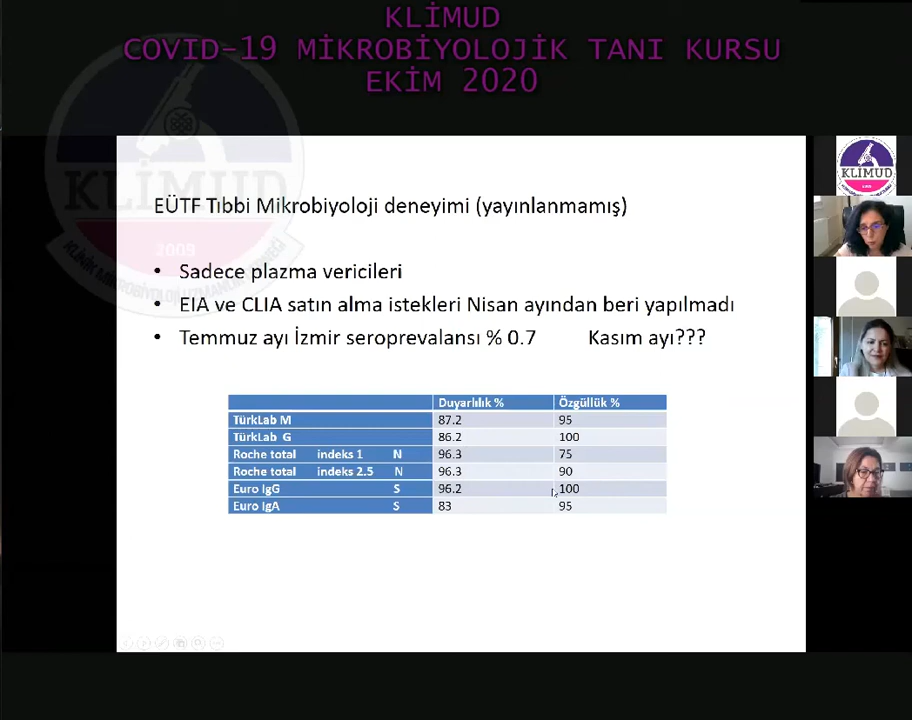 KLİMUD
COVID-19 MİKROBİYOLOJİK TANI KURSU
EKİM 2020
KLİMUD
2009
KLİMUD
EÜTF Tıbbi Mikrobiyoloji deneyimi (yayınlanmamış)
• Sadece plazma vericileri
• EIA ve CLIA satın alma istekleri Nisan ayından beri yapılmadı
• Temmuz ayı İzmir seroprevalansı % 0.7 Kasım ayı???
Duyarlılık % Özgüllük %
TürkLab M 87.2 95
TürkLab G 86.2 100
Roche total indeks 1 N 96.3 75
Roche total indeks 2.5 N 96.3 90
Euro IgG S 96.2 100
Euro IgA S 83 95